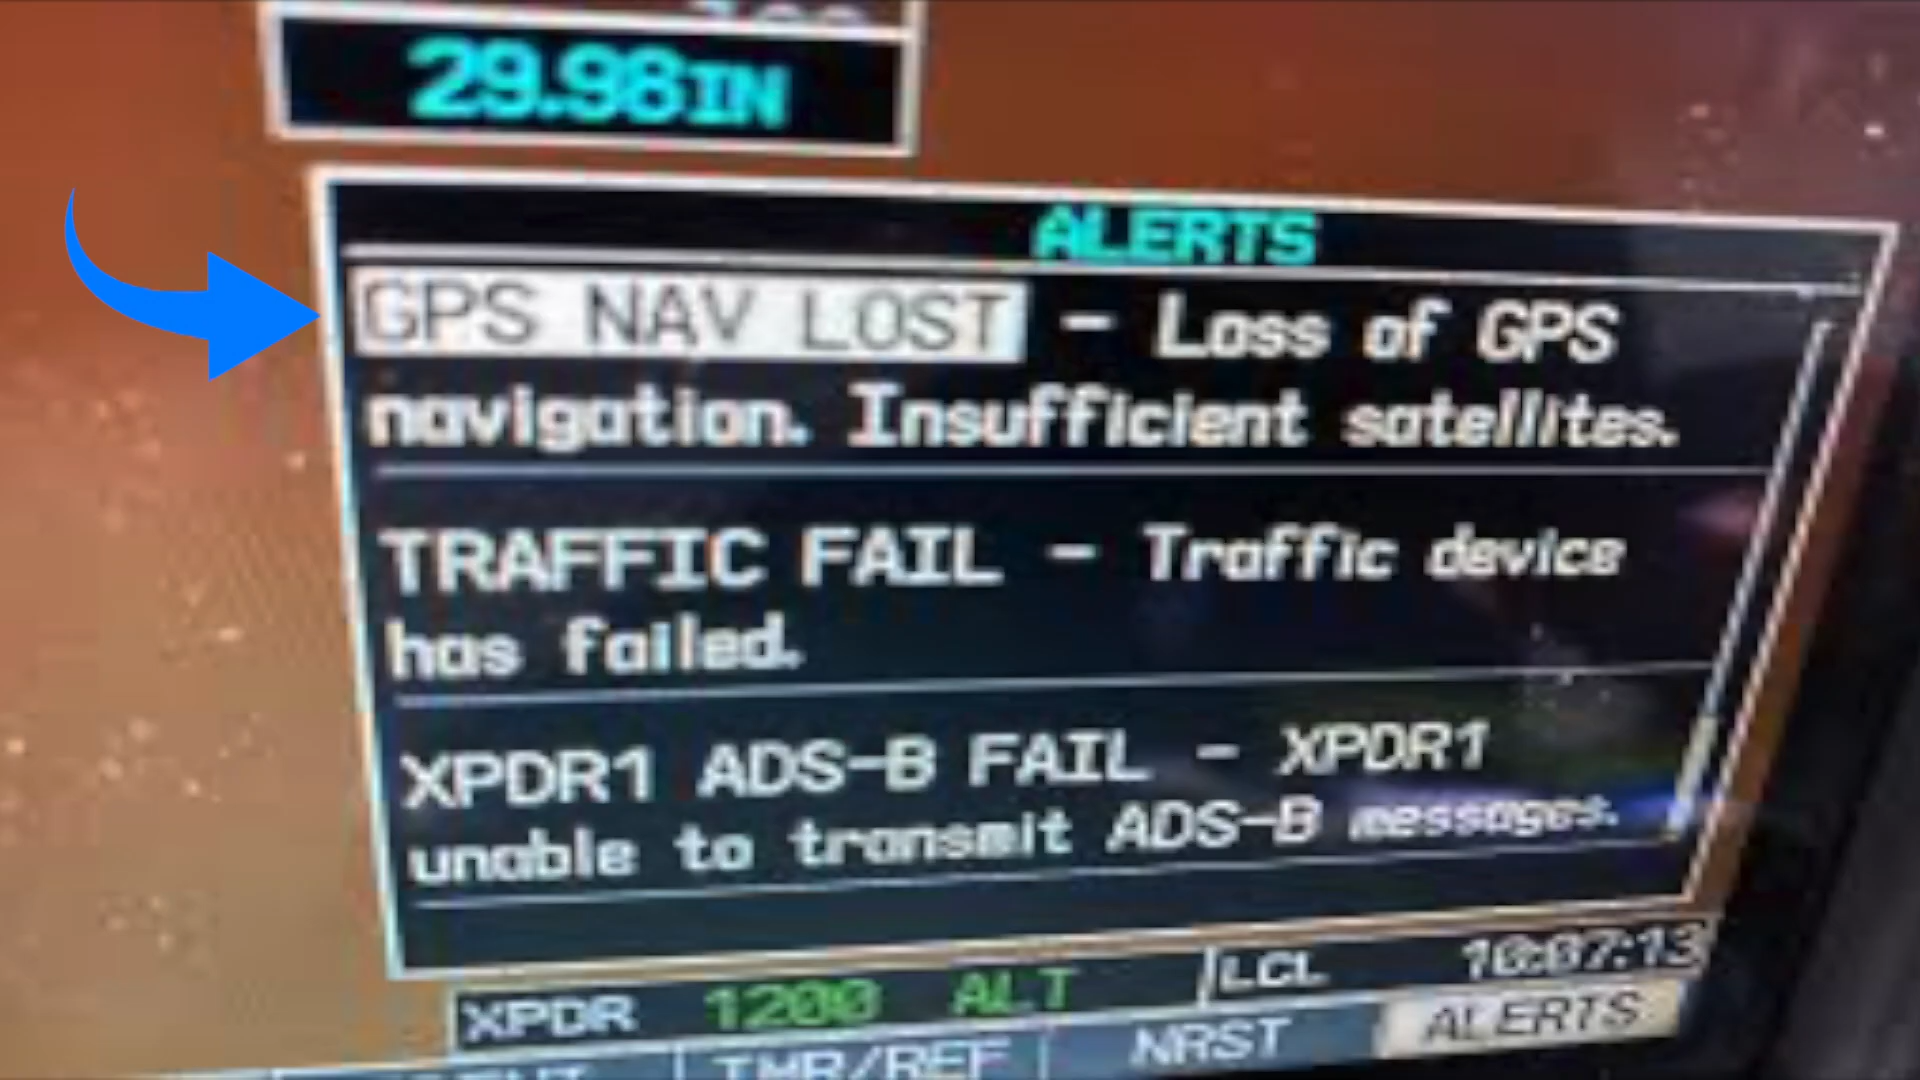 29.98IN
ALERTS
GPS NAV LOST - Loss of GPS
navigation. Insufficient satellites.
TRAFFIC FAIL - Traffic device
has failed.
XPDR1 ADS-B FAIL - XPDR1
unable to transmit ADS-B messages.
XPDR 1200 ALT LCL 10:07:13
TMR/REF NRST ALERTS